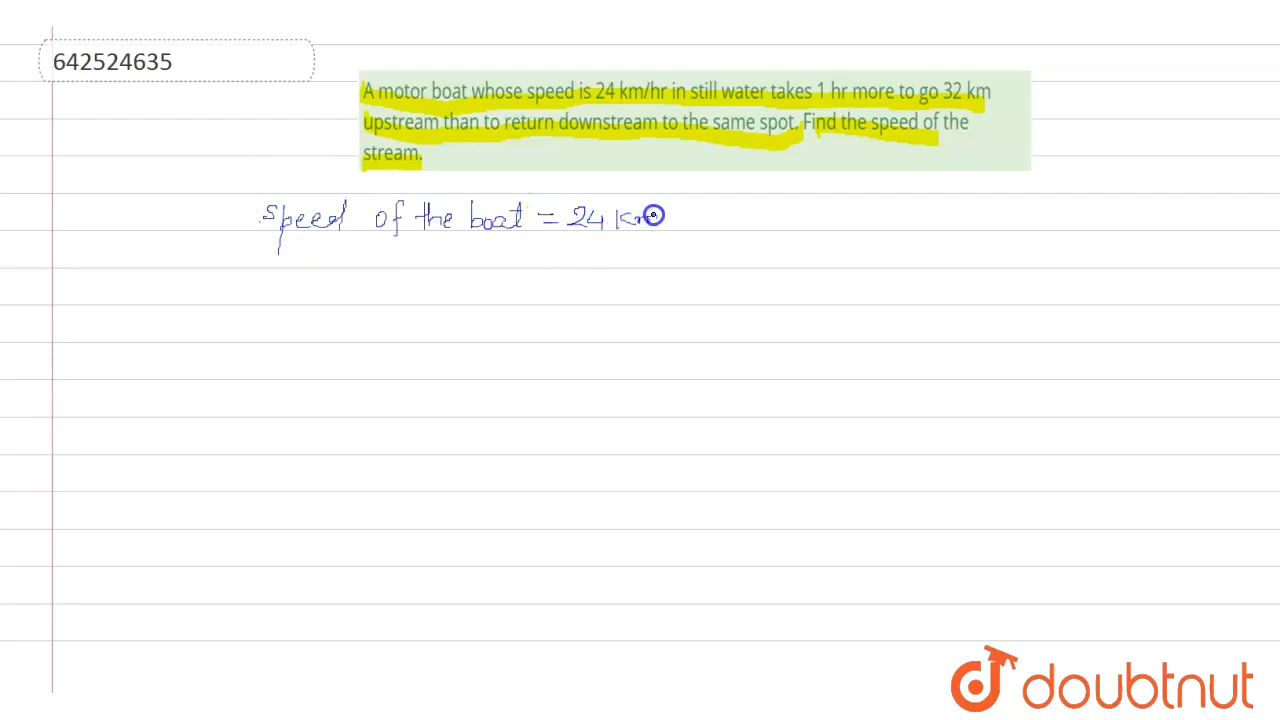 642524635
A motor boat whose speed is 24 km/hr in still water takes 1 hr more to go 32 km
upstream than to return downstream to the same spot. Find the speed of the
stream.
Speed of the boat = 24 Km
doubtnut